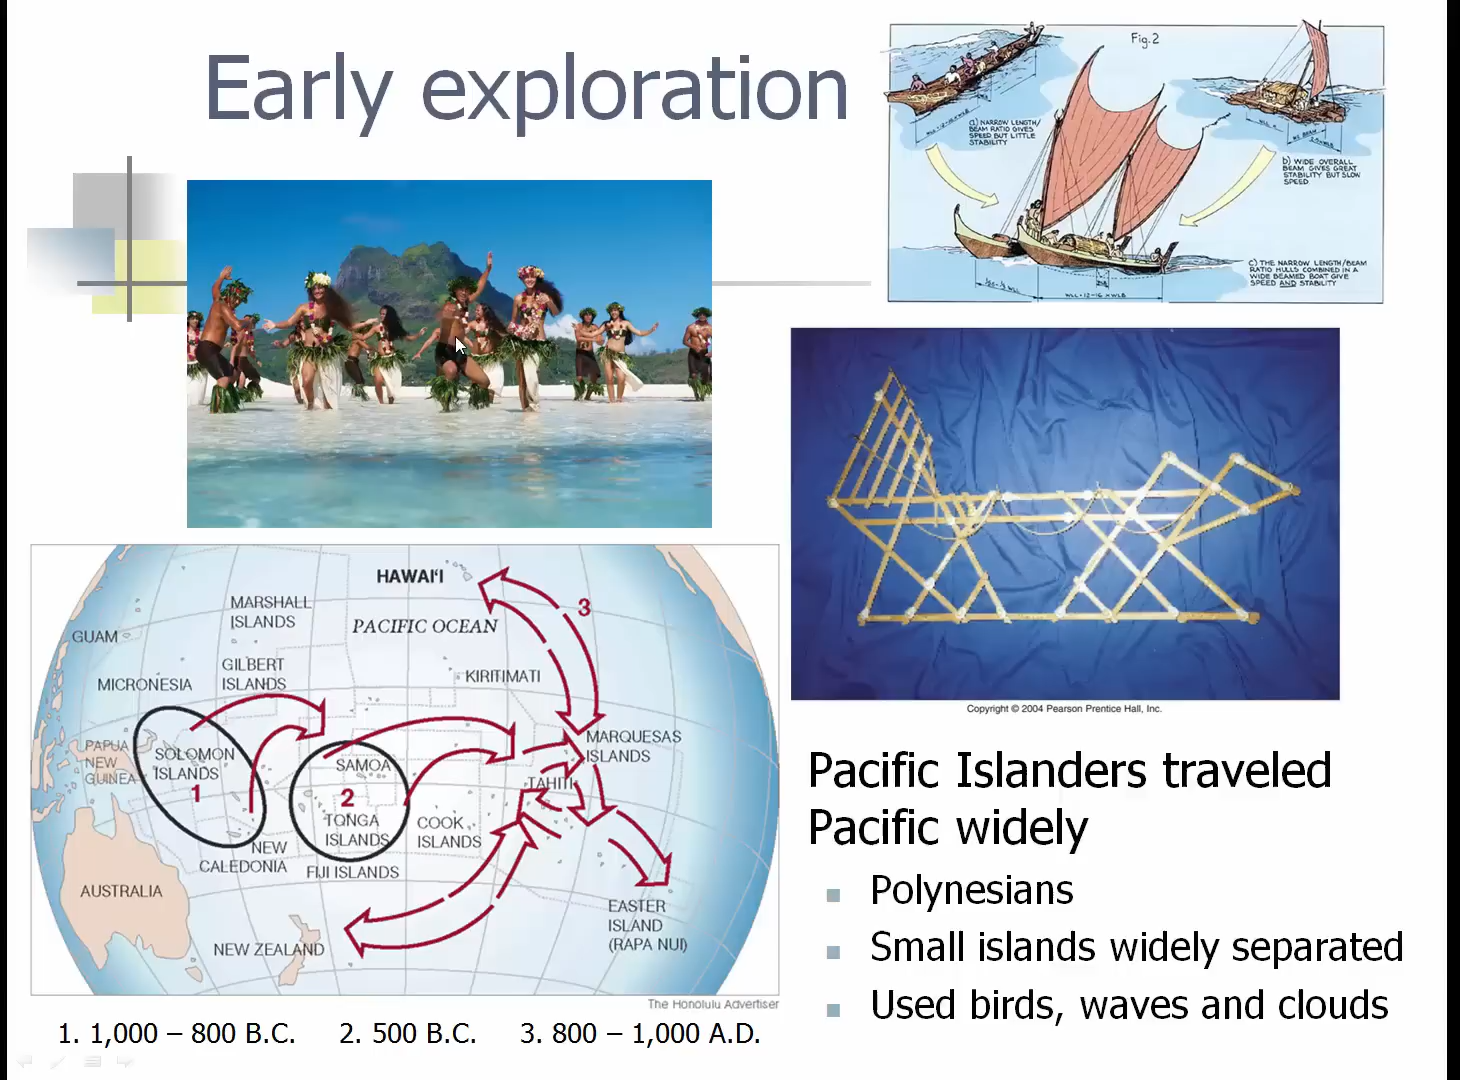 Early exploration
Fig.2
a) NARROW LENGTH/
BEAM RATIO GIVES
SPEED BUT LITTLE
STABILITY
b) WIDE OVERALL
BEAM GIVES GREAT
STABILITY BUT SLOW
SPEED
c) THE NARROW LENGTH/BEAM
RATIO HULLS COMBINED IN A
WIDE BEAMED BOAT GIVE
SPEED AND STABILITY
WLL=12-16 XWLB
Copyright © 2004 Pearson Prentice Hall, Inc.
HAWAI‘I
3
MARSHALL
ISLANDS
PACIFIC OCEAN
GUAM
GILBERT
ISLANDS
KIRITIMATI
MICRONESIA
MARQUESAS
ISLANDS
PAPUA
NEW
GUINEA
SOLOMON
ISLANDS
1
SAMOA
2
TAHITI
TONGA
ISLANDS
COOK
ISLANDS
NEW
CALEDONIA
FIJI ISLANDS
AUSTRALIA
EASTER
ISLAND
(RAPA NUI)
NEW ZEALAND
The Honolulu Advertiser
1. 1,000 – 800 B.C. 2. 500 B.C. 3. 800 – 1,000 A.D.
Pacific Islanders traveled
Pacific widely
Polynesians
Small islands widely separated
Used birds, waves and clouds